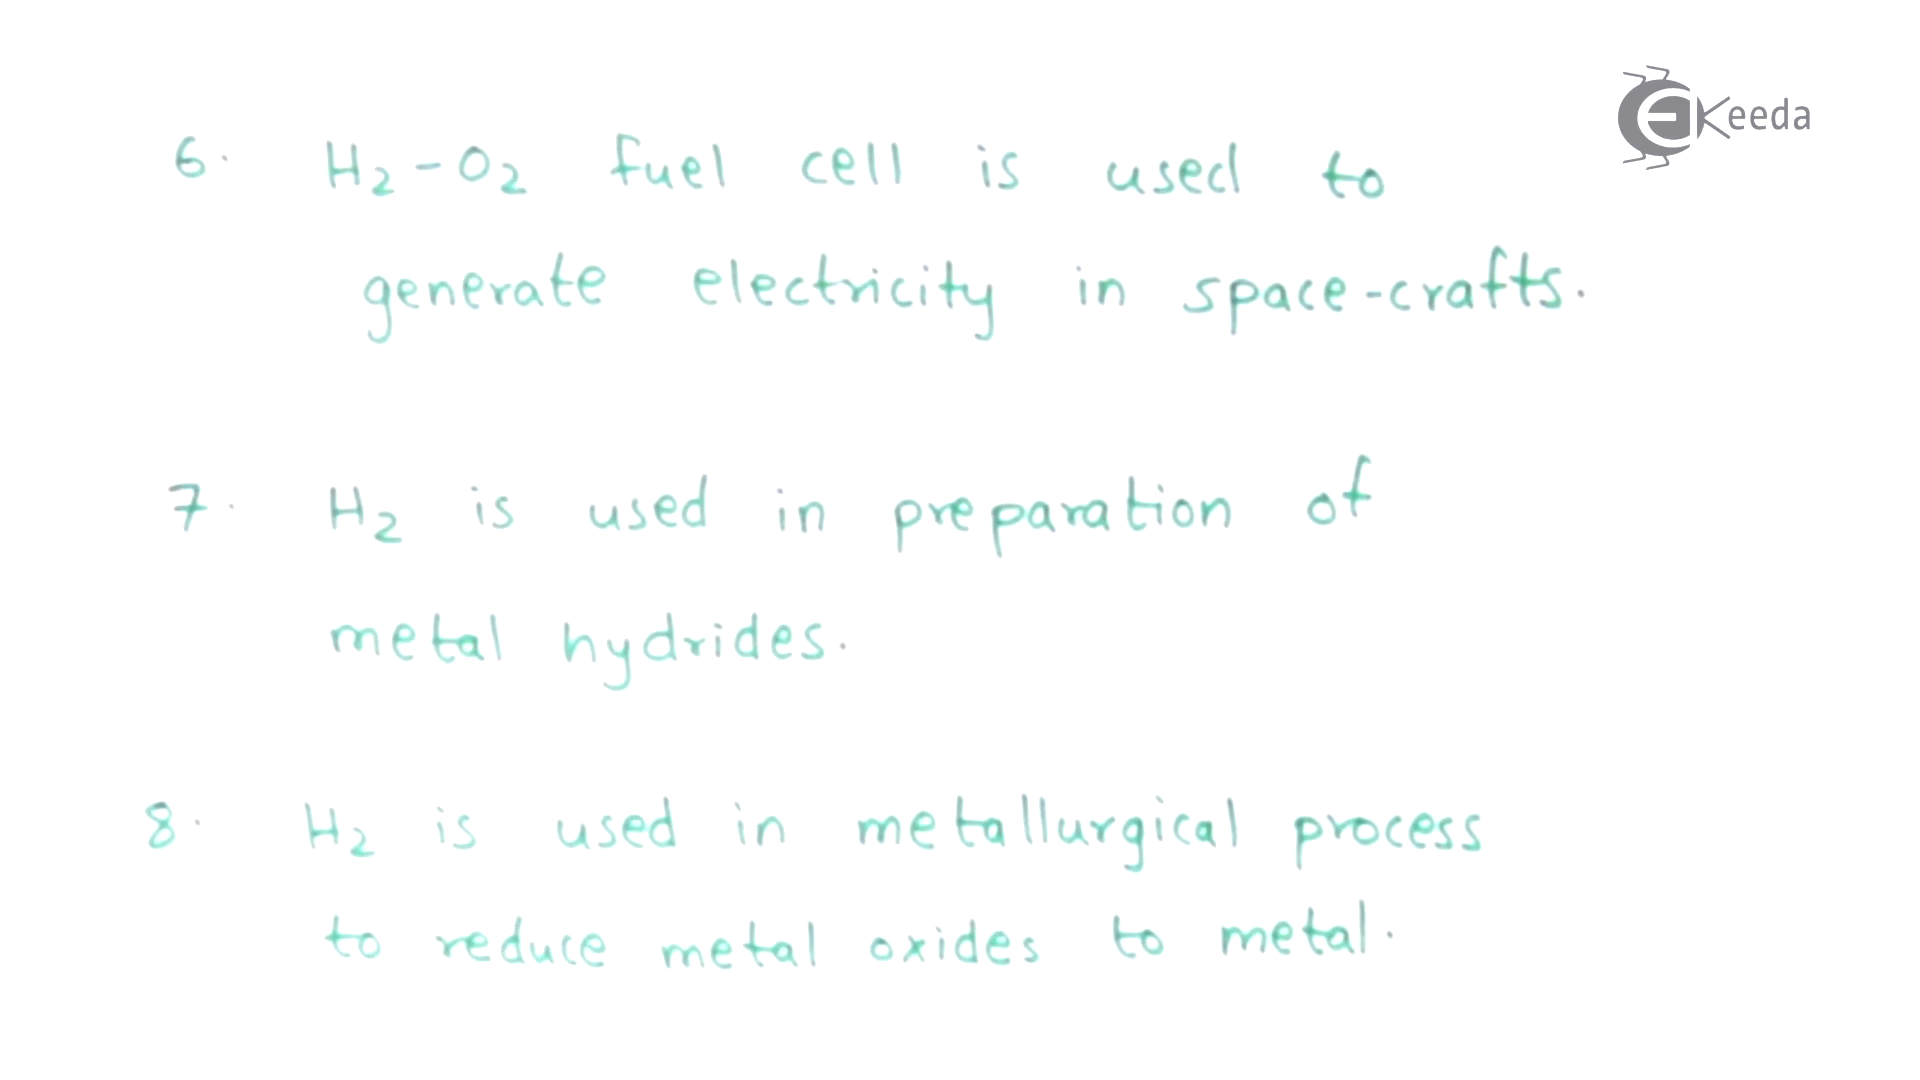 EKeeda
6. H₂-O₂ fuel cell is used to
generate electricity in space-crafts.
7. H₂ is used in preparation of
metal hydrides.
8. H₂ is used in metallurgical process
to reduce metal oxides to metal.